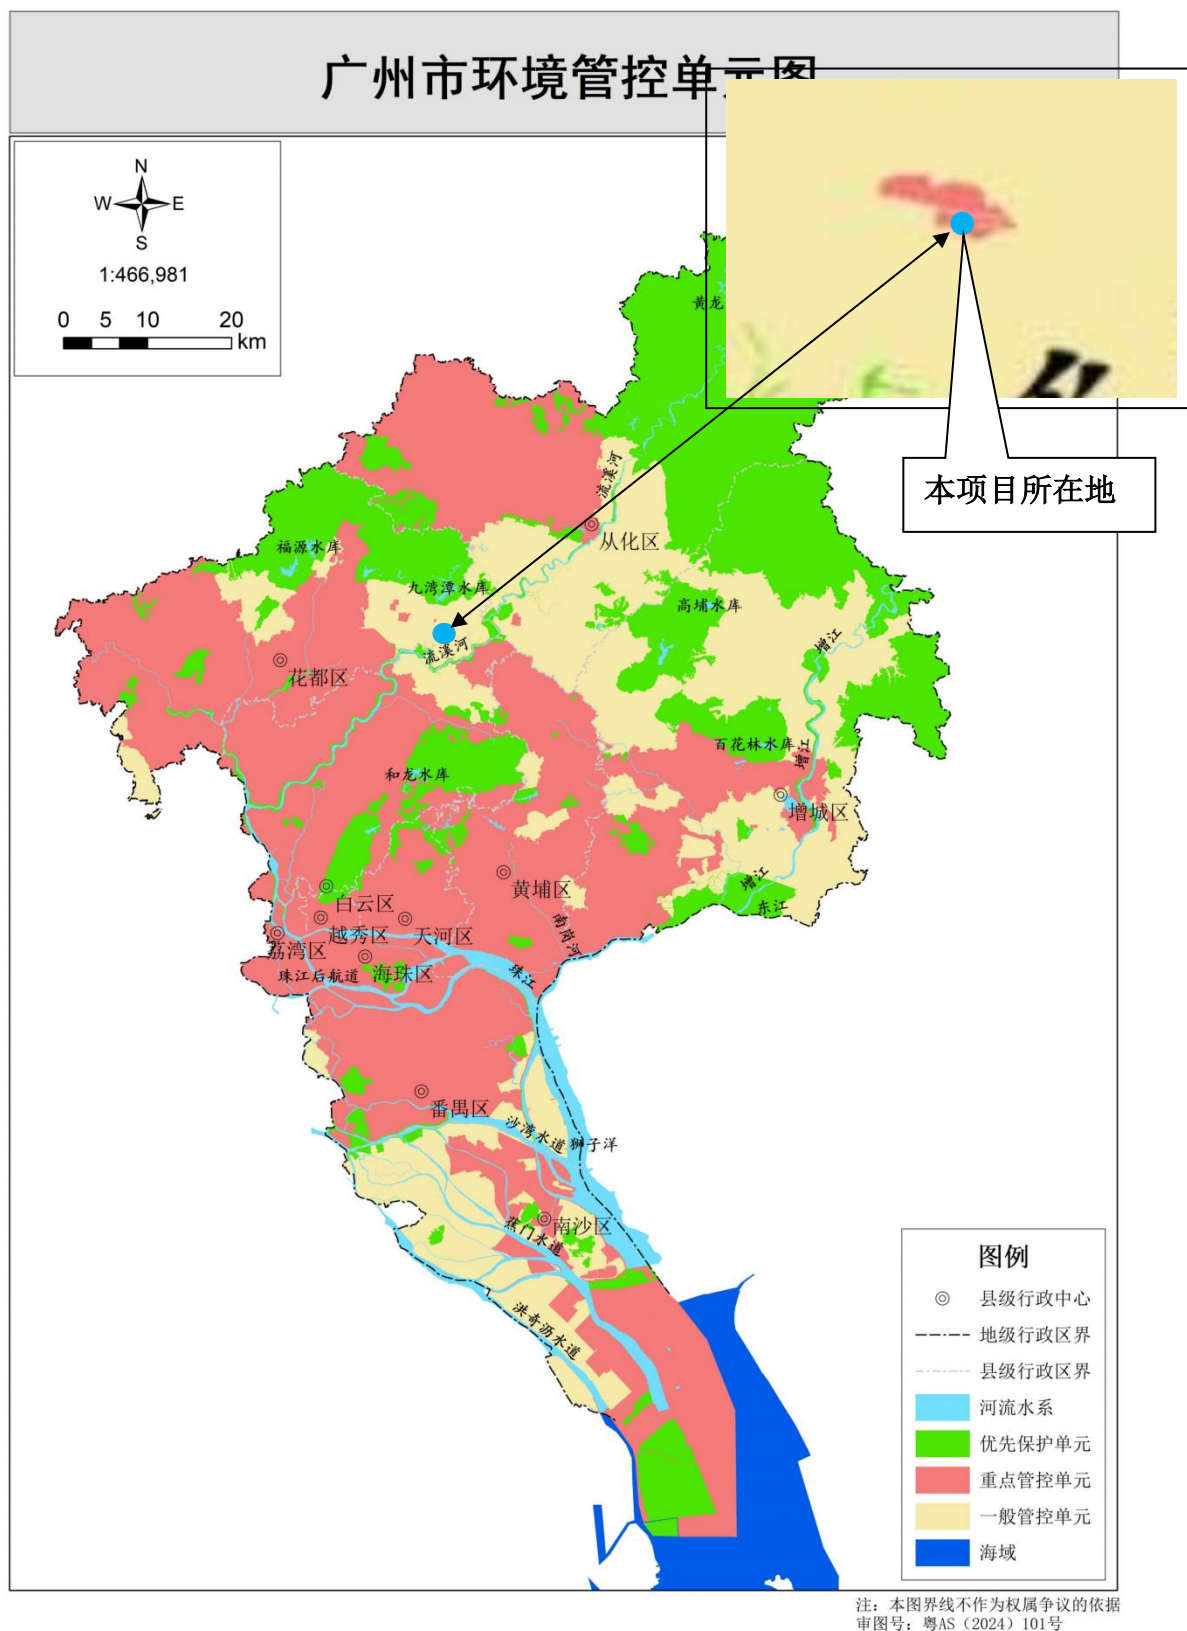 广州市环境管控单元图
N
W E
S
1:466,981
0 5 10 20
km
黄龙
本项目所在地
流溪河
从化区
福源水库
九湾潭水库
高埔水库
增江
流溪河
花都区
百花林水库
增江
和龙水库
增城区
黄埔区
增江
白云区
东江
越秀区
天河区
南岗河
荔湾区
珠江后航道
海珠区
珠江
番禺区
沙湾水道
狮子洋
南沙区
蕉门水道
洪奇沥水道
图例
县级行政中心
地级行政区界
县级行政区界
河流水系
优先保护单元
重点管控单元
一般管控单元
海域
注：本图界线不作为权属争议的依据
审图号：粤AS（2024）101号